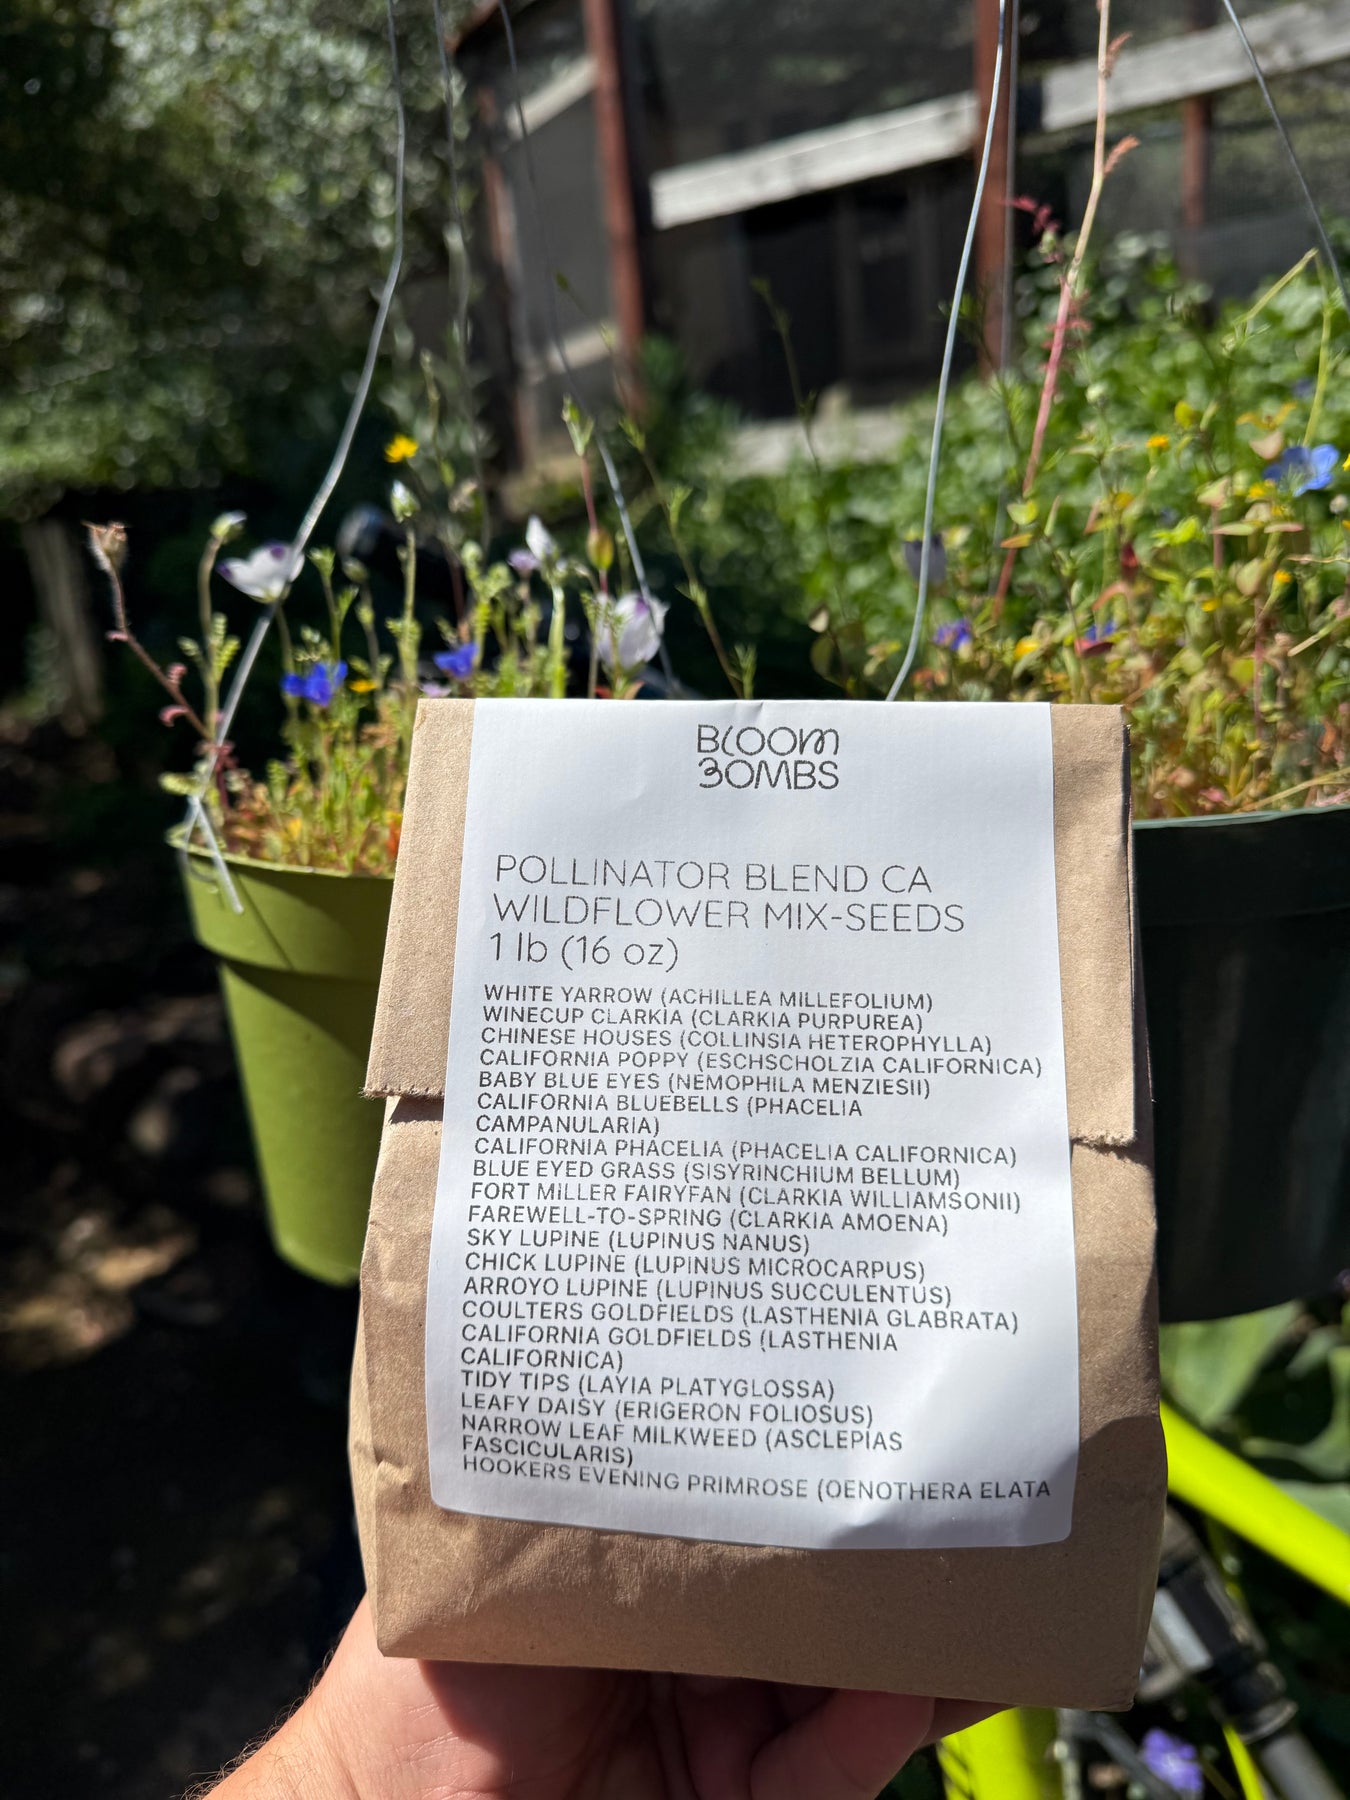 BLOOM
BOMBS
POLLINATOR BLEND CA
WILDFLOWER MIX-SEEDS
1 lb (16 oz)
WHITE YARROW (ACHILLEA MILLEFOLIUM)
WINECUP CLARKIA (CLARKIA PURPUREA)
CHINESE HOUSES (COLLINSIA HETEROPHYLLA)
CALIFORNIA POPPY (ESCHSCHOLZIA CALIFORNICA)
BABY BLUE EYES (NEMOPHILA MENZIESII)
CALIFORNIA BLUEBELLS (PHACELIA
CAMPANULARIA)
CALIFORNIA PHACELIA (PHACELIA CALIFORNICA)
BLUE EYED GRASS (SISYRINCHIUM BELLUM)
FORT MILLER FAIRYFAN (CLARKIA WILLIAMSONII)
FAREWELL-TO-SPRING (CLARKIA AMOENA)
SKY LUPINE (LUPINUS NANUS)
CHICK LUPINE (LUPINUS MICROCARPUS)
ARROYO LUPINE (LUPINUS SUCCULENTUS)
COULTERS GOLDFIELDS (LASTHENIA GLABRATA)
CALIFORNIA GOLDFIELDS (LASTHENIA
CALIFORNICA)
TIDY TIPS (LAYIA PLATYGLOSSA)
LEAFY DAISY (ERIGERON FOLIOSUS)
NARROW LEAF MILKWEED (ASCLEPIAS
FASCICULARIS)
HOOKERS EVENING PRIMROSE (OENOTHERA ELATA